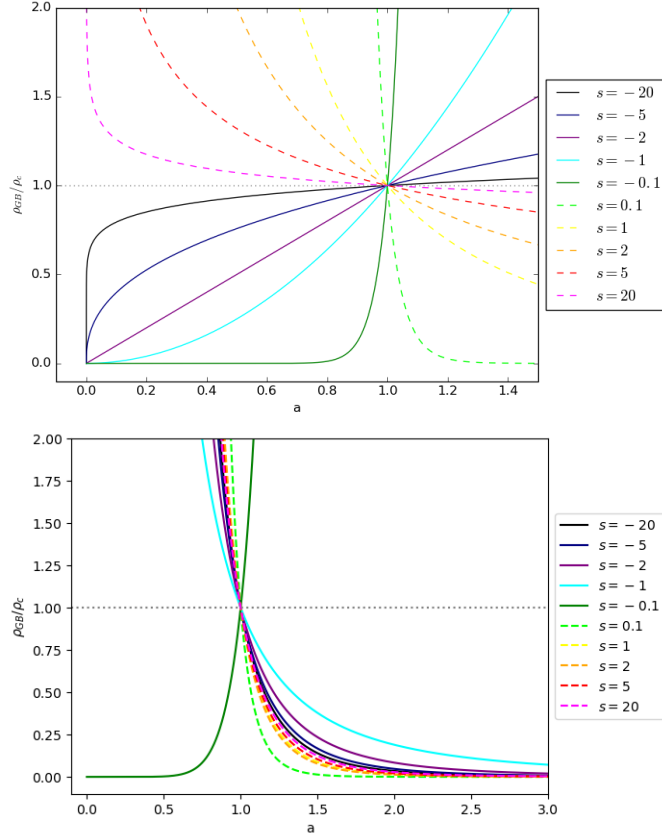 2.0
1.5
1.0
0.5
0.0
ρGB/ρc
0.0 0.2 0.4 0.6 0.8 1.0 1.2 1.4
a
s = −20
s = −5
s = −2
s = −1
s = −0.1
s = 0.1
s = 1
s = 2
s = 5
s = 20
2.00
1.75
1.50
1.25
1.00
0.75
0.50
0.25
0.00
ρGB/ρc
0.0 0.5 1.0 1.5 2.0 2.5 3.0
a
s = −20
s = −5
s = −2
s = −1
s = −0.1
s = 0.1
s = 1
s = 2
s = 5
s = 20